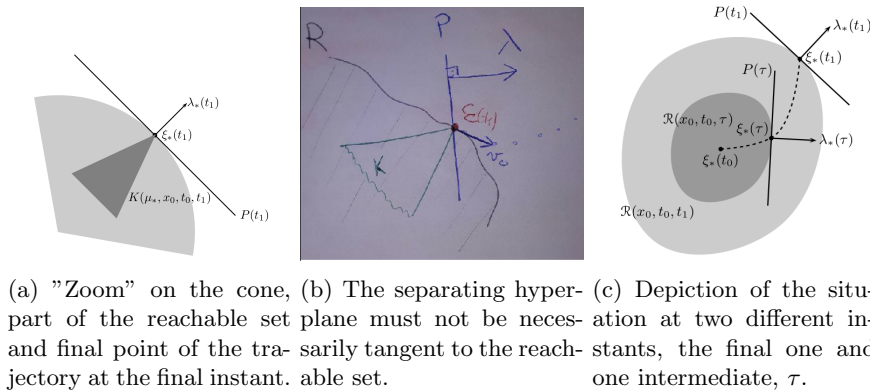 λ∗(t1)
ξ∗(t1)
K(μ∗, x0, t0, t1)
P(t1)
R
P
λ
ξ(t1)
v0
K
P(t1)
λ∗(t1)
ξ∗(t1)
P(τ)
ℛ(x0, t0, τ)
ξ∗(τ)
λ∗(τ)
ξ∗(t0)
ℛ(x0, t0, t1)
(a) "Zoom" on the cone,
part of the reachable set
and final point of the tra-
jectory at the final instant.
(b) The separating hyper-
plane must not be neces-
sarily tangent to the reach-
able set.
(c) Depiction of the situ-
ation at two different in-
stants, the final one and
one intermediate, τ.